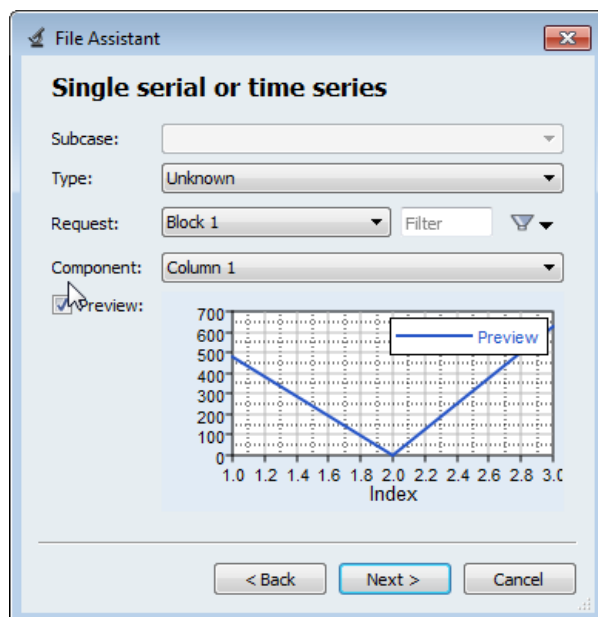 File Assistant
Single serial or time series
Subcase:
Type: Unknown
Request: Block 1 Filter
Component: Column 1
Preview:
700
600
500
400
300
200
100
0
Preview
1.0 1.2 1.4 1.6 1.8 2.0 2.2 2.4 2.6 2.8 3.0
Index
< Back Next > Cancel